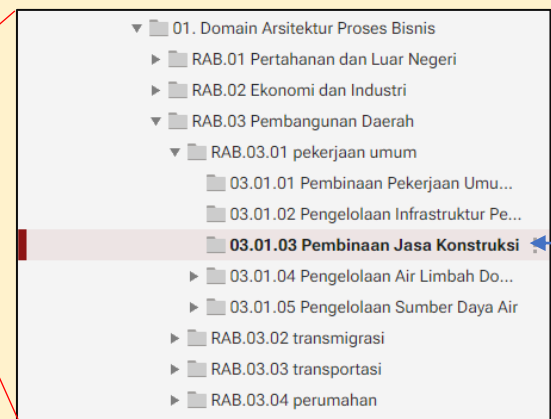 01. Domain Arsitektur Proses Bisnis
RAB.01 Pertahanan dan Luar Negeri
RAB.02 Ekonomi dan Industri
RAB.03 Pembangunan Daerah
RAB.03.01 pekerjaan umum
03.01.01 Pembinaan Pekerjaan Umu...
03.01.02 Pengelolaan Infrastruktur Pe...
03.01.03 Pembinaan Jasa Konstruksi
03.01.04 Pengelolaan Air Limbah Do...
03.01.05 Pengelolaan Sumber Daya Air
RAB.03.02 transmigrasi
RAB.03.03 transportasi
RAB.03.04 perumahan